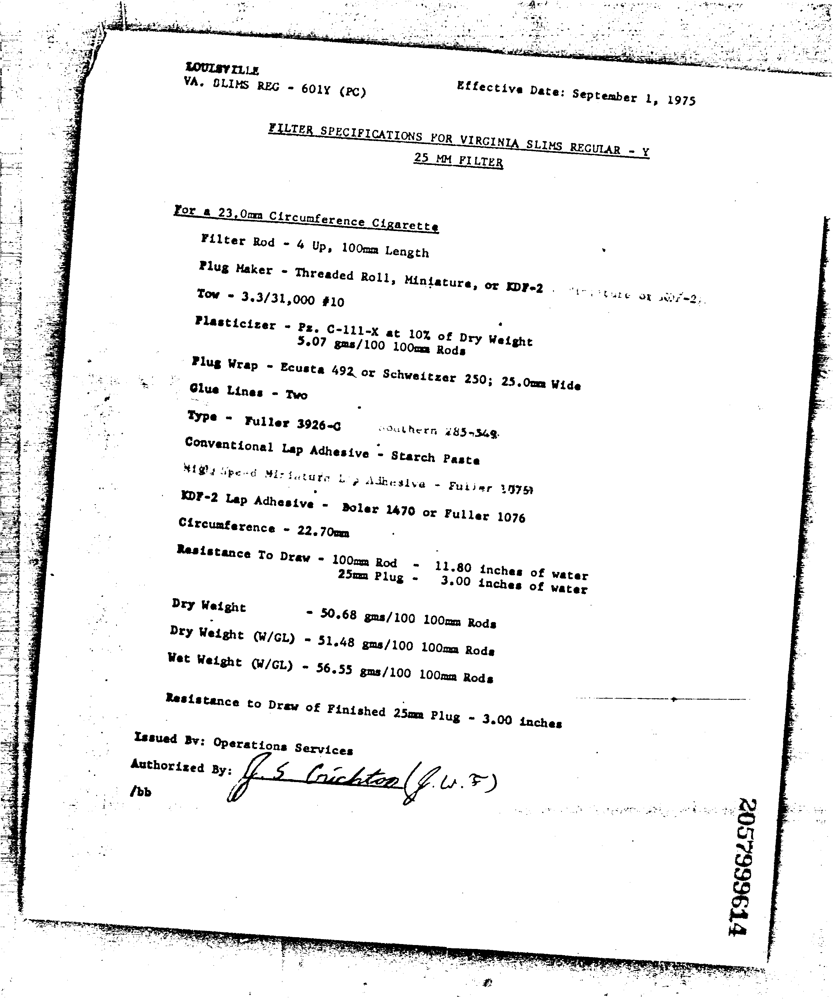 LOUISVILLE
VA. SLIMS REG - 601Y (PC)
Effective Date: September 1, 1975
FILTER SPECIFICATIONS FOR VIRGINIA SLIMS REGULAR - Y
25 MM FILTER
For a 23.0mm Circumference Cigarette
Filter Rod - 4 Up, 100mm Length
Plug Maker - Threaded Roll, Miniature, or KDF-2
Tow - 3.3/31,000 #10
Plasticizer - Pz. C-111-X at 10% of Dry Weight
5.07 gms/100 100mm Rods
Plug Wrap - Ecusta 492 or Schweitzer 250; 25.0mm Wide
Glue Lines - Two
Type - Fuller 3926-G Southern 285-349
Conventional Lap Adhesive - Starch Paste
High Speed Miniature Lap Adhesive - Fuller
KDF-2 Lap Adhesive - Boler 1470 or Fuller 1076
Circumference - 22.70mm
Resistance To Draw - 100mm Rod - 11.80 inches of water
25mm Plug - 3.00 inches of water
Dry Weight - 50.68 gms/100 100mm Rods
Dry Weight (W/GL) - 51.48 gms/100 100mm Rods
Wet Weight (W/GL) - 56.55 gms/100 100mm Rods
Resistance to Draw of Finished 25mm Plug - 3.00 inches
Issued By: Operations Services
Authorized By: J. S Crichton (J.W.F)
/bb
2057999614